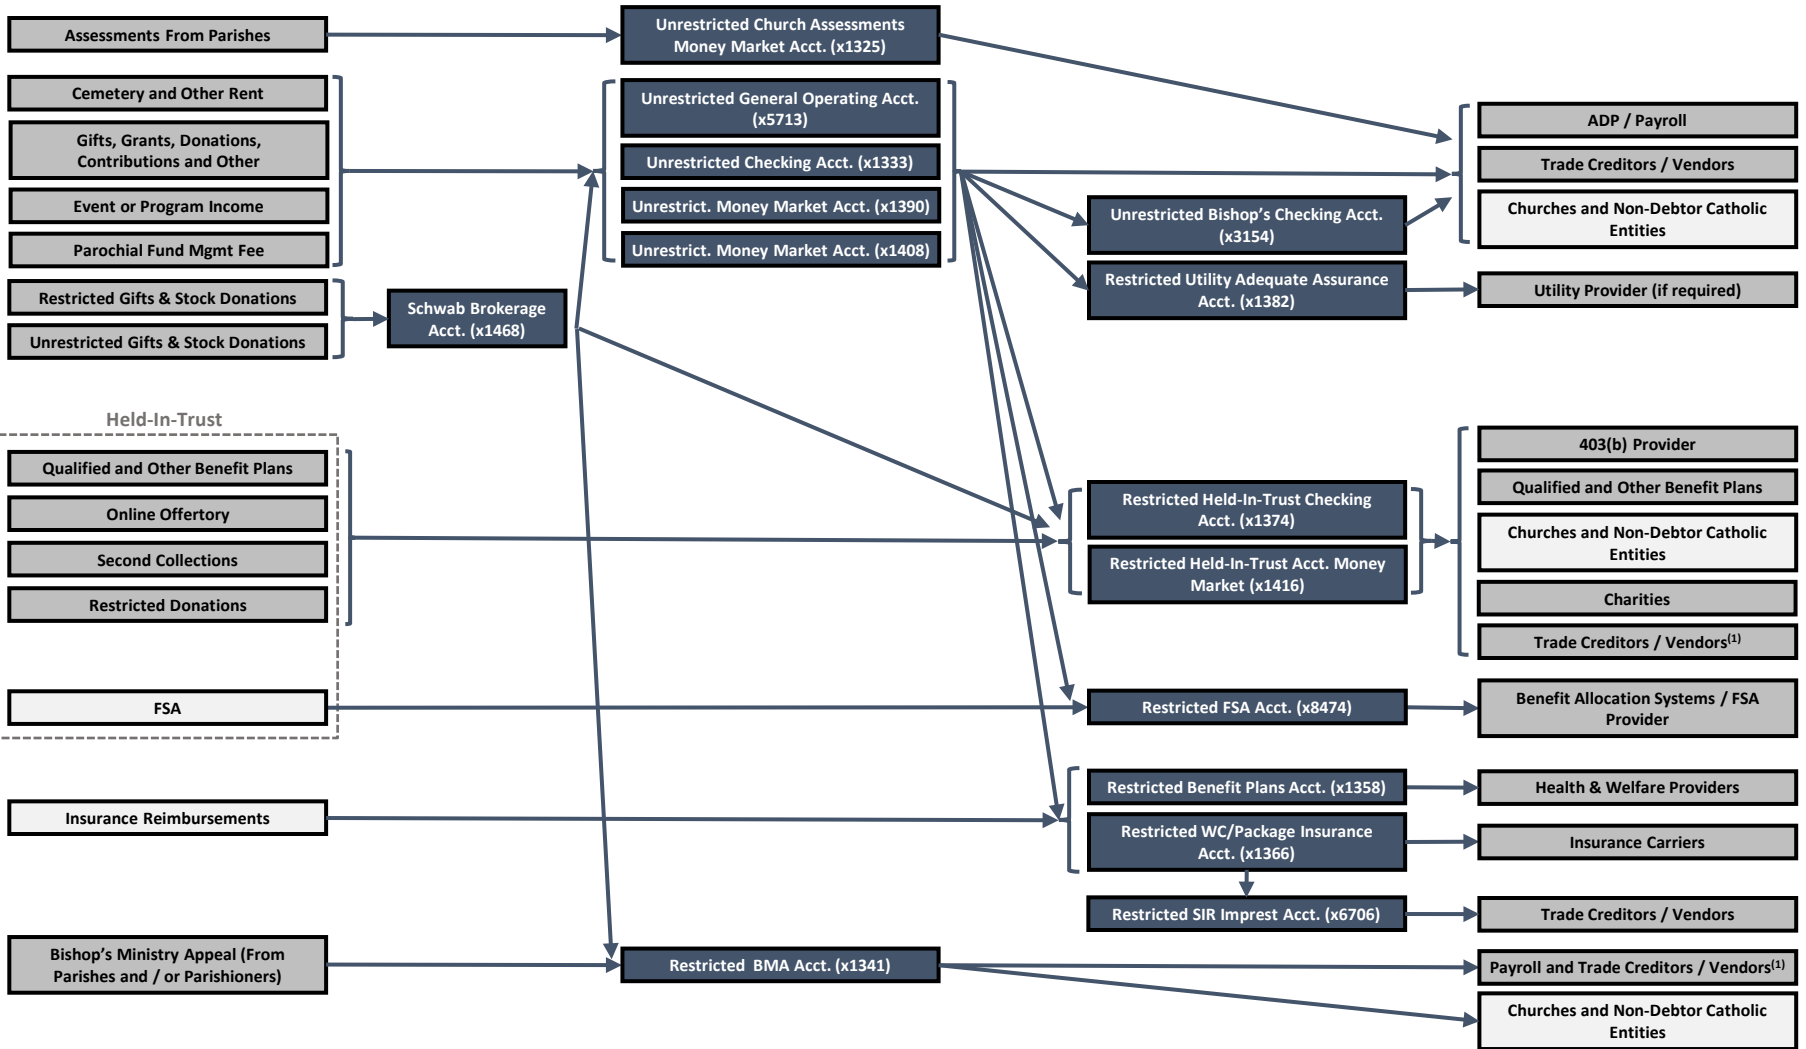 Assessments From Parishes
Cemetery and Other Rent
Gifts, Grants, Donations,
Contributions and Other
Event or Program Income
Parochial Fund Mgmt Fee
Restricted Gifts & Stock Donations
Unrestricted Gifts & Stock Donations
Schwab Brokerage
Acct. (x1468)
Held-In-Trust
Qualified and Other Benefit Plans
Online Offertory
Second Collections
Restricted Donations
FSA
Insurance Reimbursements
Bishop's Ministry Appeal (From
Parishes and / or Parishioners)
Unrestricted Church Assessments
Money Market Acct. (x1325)
Unrestricted General Operating Acct.
(x5713)
Unrestricted Checking Acct. (x1333)
Unrestrict. Money Market Acct. (x1390)
Unrestrict. Money Market Acct. (x1408)
Restricted BMA Acct. (x1341)
Unrestricted Bishop's Checking Acct.
(x3154)
Restricted Utility Adequate Assurance
Acct. (x1382)
Restricted Held-In-Trust Checking
Acct. (x1374)
Restricted Held-In-Trust Acct. Money
Market (x1416)
Restricted FSA Acct. (x8474)
Restricted Benefit Plans Acct. (x1358)
Restricted WC/Package Insurance
Acct. (x1366)
Restricted SIR Imprest Acct. (x6706)
ADP / Payroll
Trade Creditors / Vendors
Churches and Non-Debtor Catholic
Entities
Utility Provider (if required)
403(b) Provider
Qualified and Other Benefit Plans
Churches and Non-Debtor Catholic
Entities
Charities
Trade Creditors / Vendors(1)
Benefit Allocation Systems / FSA
Provider
Health & Welfare Providers
Insurance Carriers
Trade Creditors / Vendors
Payroll and Trade Creditors / Vendors(1)
Churches and Non-Debtor Catholic
Entities